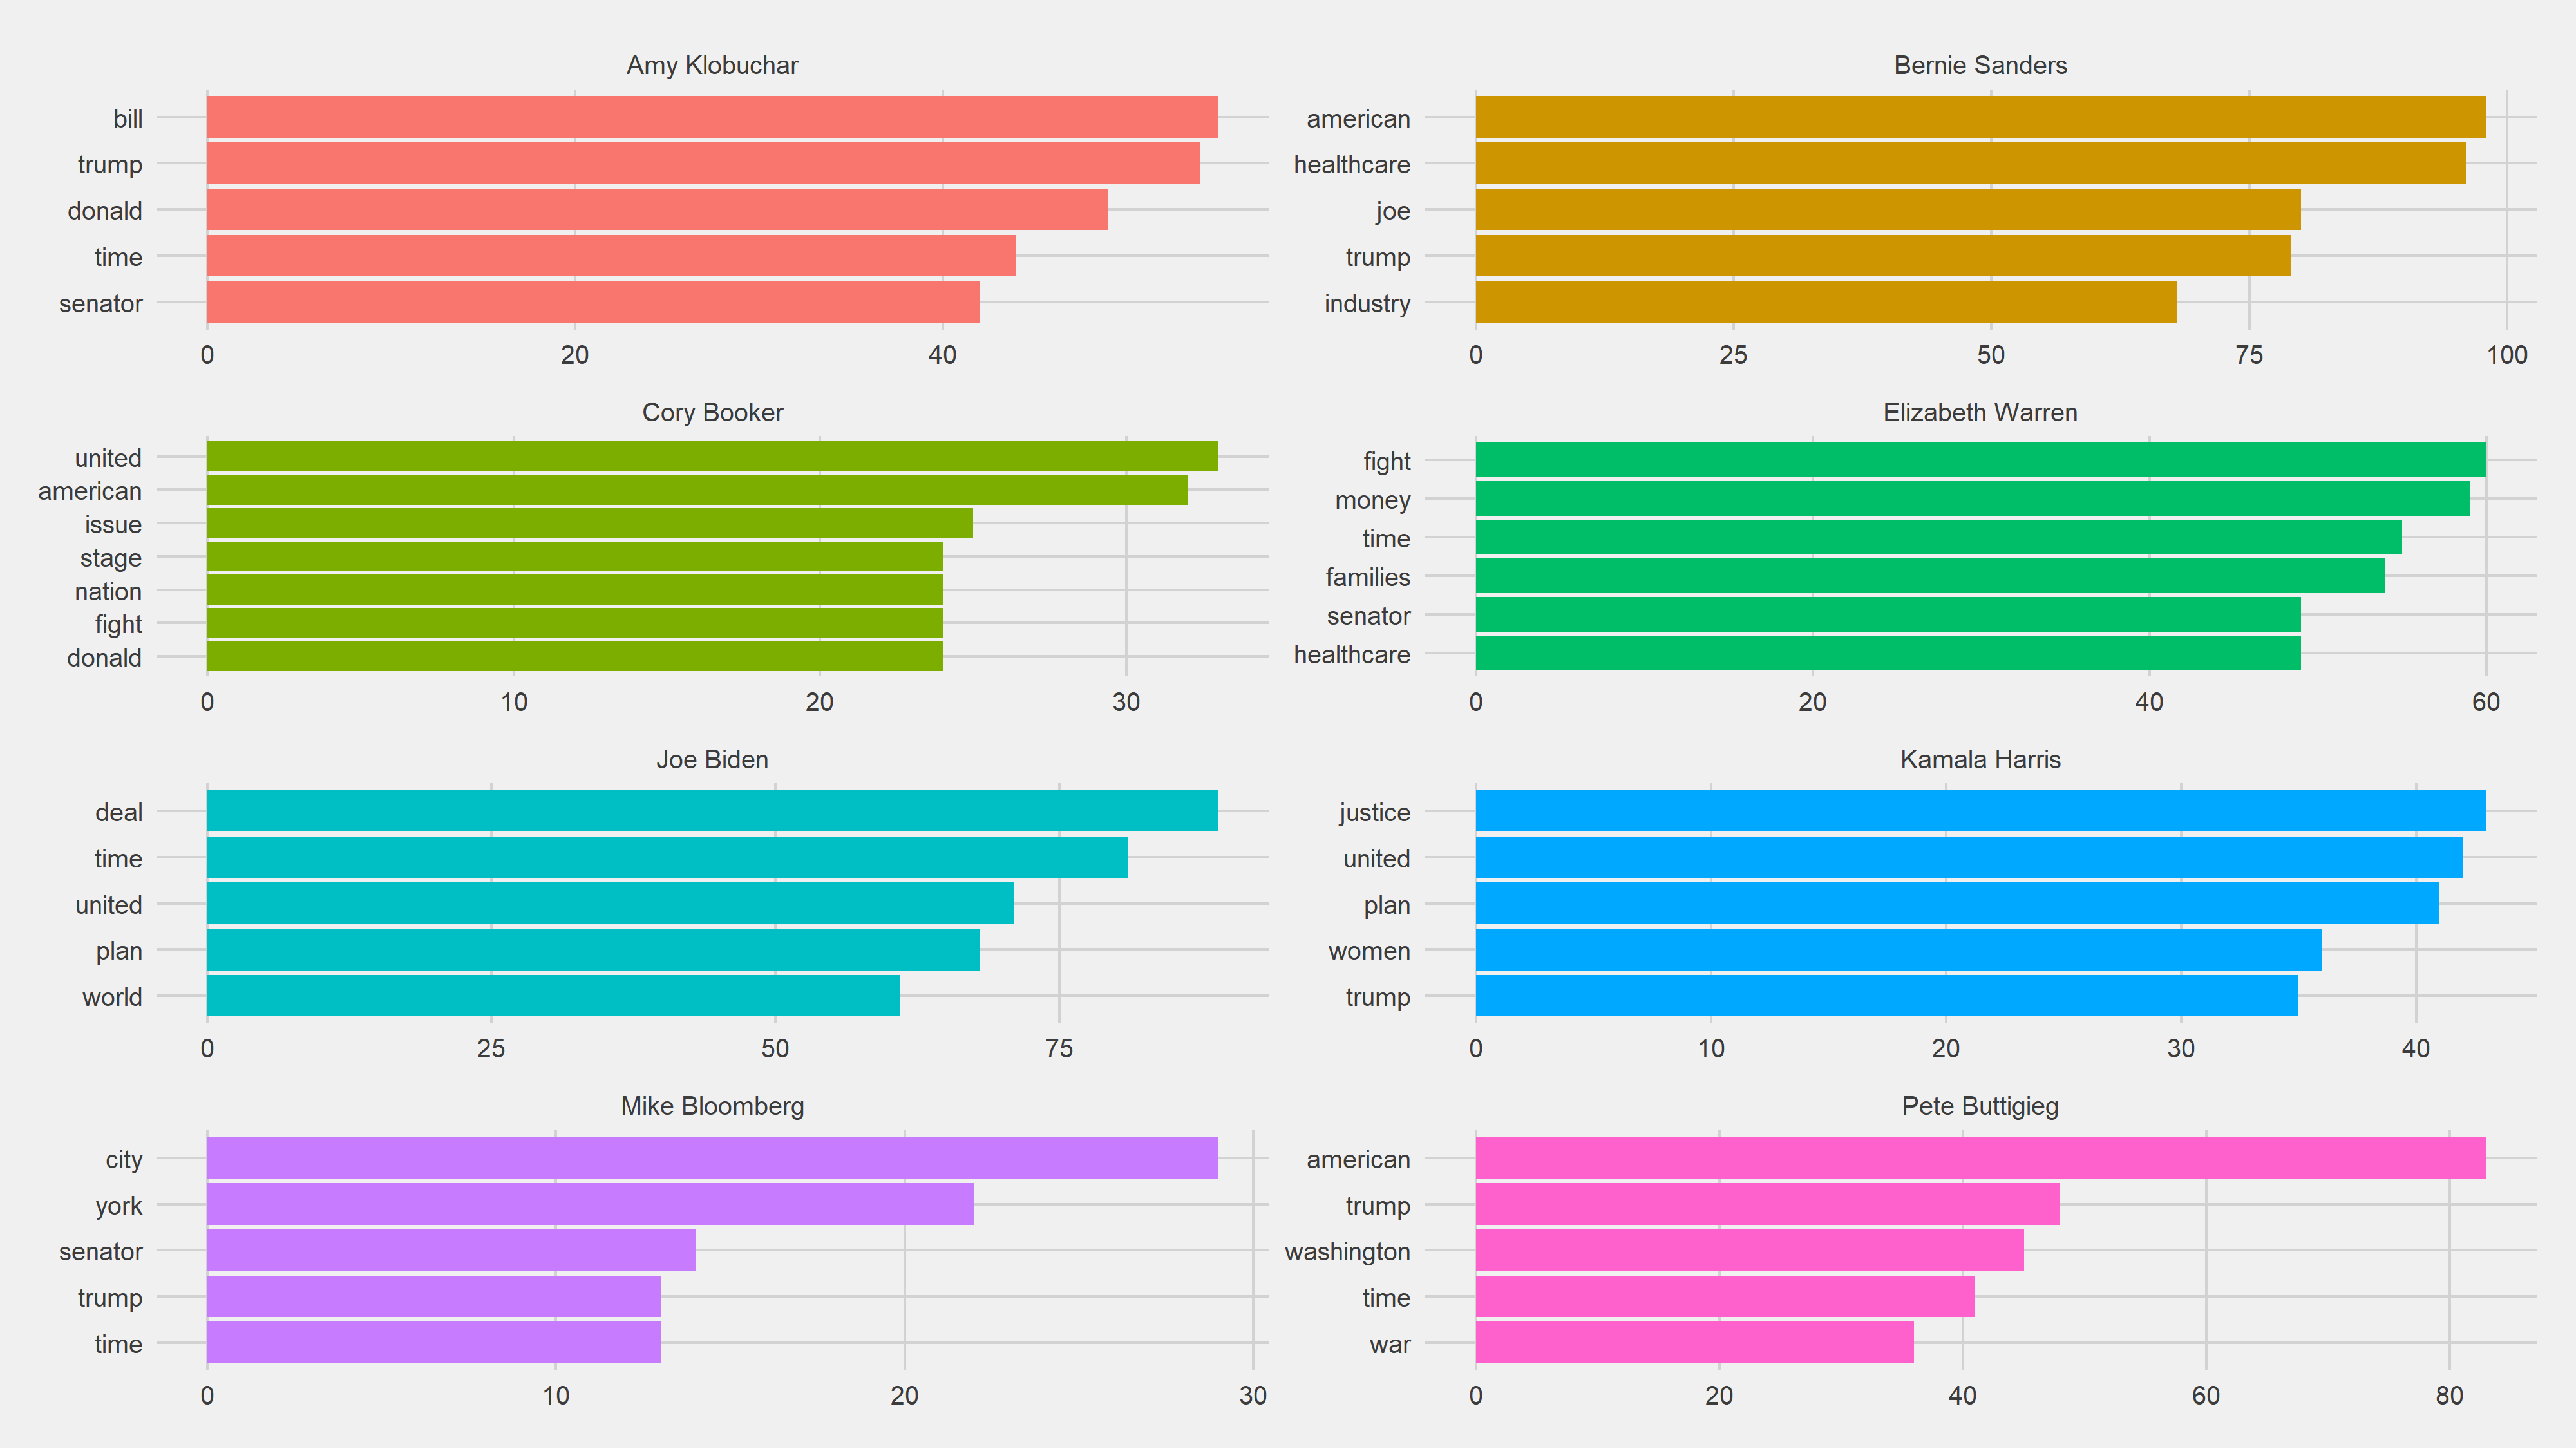 Amy Klobuchar
bill
trump
donald
time
senator
0 20 40
Bernie Sanders
american
healthcare
joe
trump
industry
0 25 50 75 100
Cory Booker
united
american
issue
stage
nation
fight
donald
0 10 20 30
Elizabeth Warren
fight
money
time
families
senator
healthcare
0 20 40 60
Joe Biden
deal
time
united
plan
world
0 25 50 75
Kamala Harris
justice
united
plan
women
trump
0 10 20 30 40
Mike Bloomberg
city
york
senator
trump
time
0 10 20 30
Pete Buttigieg
american
trump
washington
time
war
0 20 40 60 80